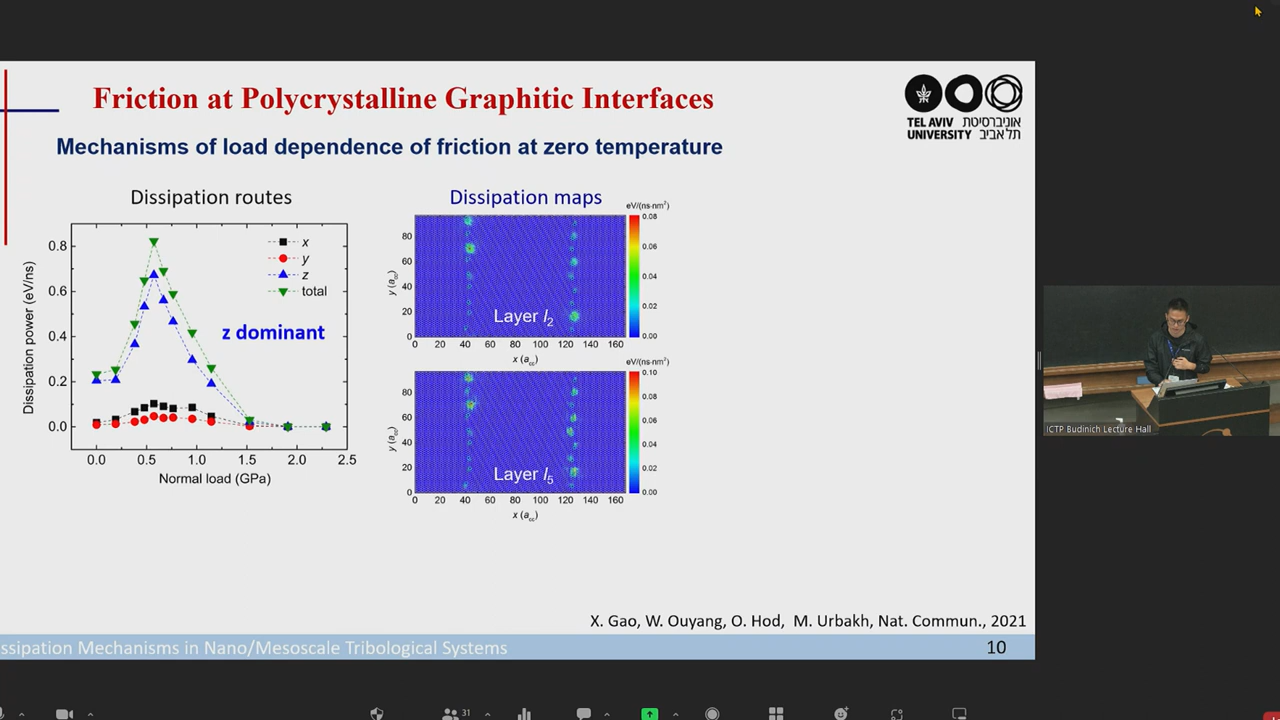 Friction at Polycrystalline Graphitic Interfaces
TEL AVIV אוניברסיטת
UNIVERSITY תל אביב
Mechanisms of load dependence of friction at zero temperature
Dissipation routes
Dissipation power (eV/ns)
0.8
0.6
0.4
0.2
0.0
x
y
z
total
z dominant
0.0 0.5 1.0 1.5 2.0 2.5
Normal load (GPa)
Dissipation maps
eV/(ns·nm²)
y (a_cc)
80
60
40
20
0
Layer l₂
0 20 40 60 80 100 120 140 160
x (a_cc)
0.08
0.06
0.04
0.02
0.00
eV/(ns·nm²)
y (a_cc)
80
60
40
20
0
Layer l₅
0 20 40 60 80 100 120 140 160
x (a_cc)
0.10
0.08
0.06
0.04
0.02
0.00
X. Gao, W. Ouyang, O. Hod, M. Urbakh, Nat. Commun., 2021
ssipation Mechanisms in Nano/Mesoscale Tribological Systems
10
ICTP Budinich Lecture Hall
31